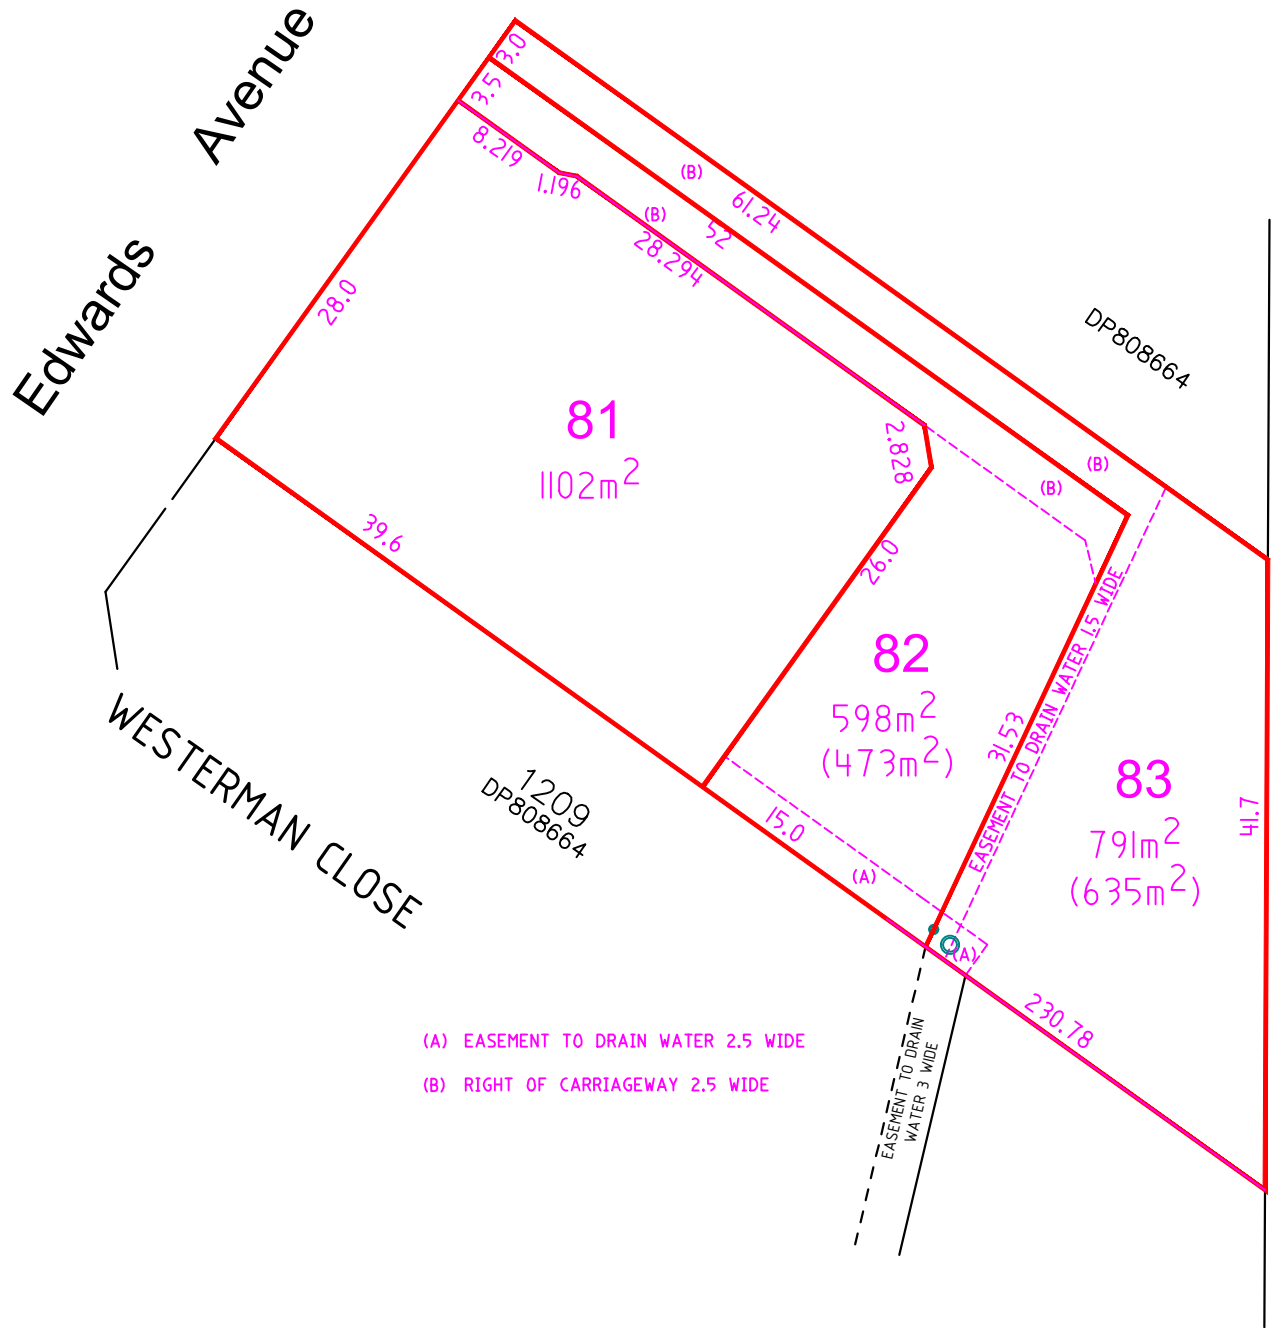 Edwards Avenue
3.0
3.5
8.219
1.196
(B)
61.24
(B)
52
28.294
28.0
DP808664
81
1102m²
2.828
(B)
(B)
39.6
26.0
EASEMENT TO DRAIN WATER 1.5 WIDE
82
598m²
(473m²)
31.53
83
791m²
(635m²)
41.7
WESTERMAN CLOSE
1209
DP808664
15.0
(A)
(A)
230.78
EASEMENT TO DRAIN
WATER 3 WIDE
(A) EASEMENT TO DRAIN WATER 2.5 WIDE
(B) RIGHT OF CARRIAGEWAY 2.5 WIDE